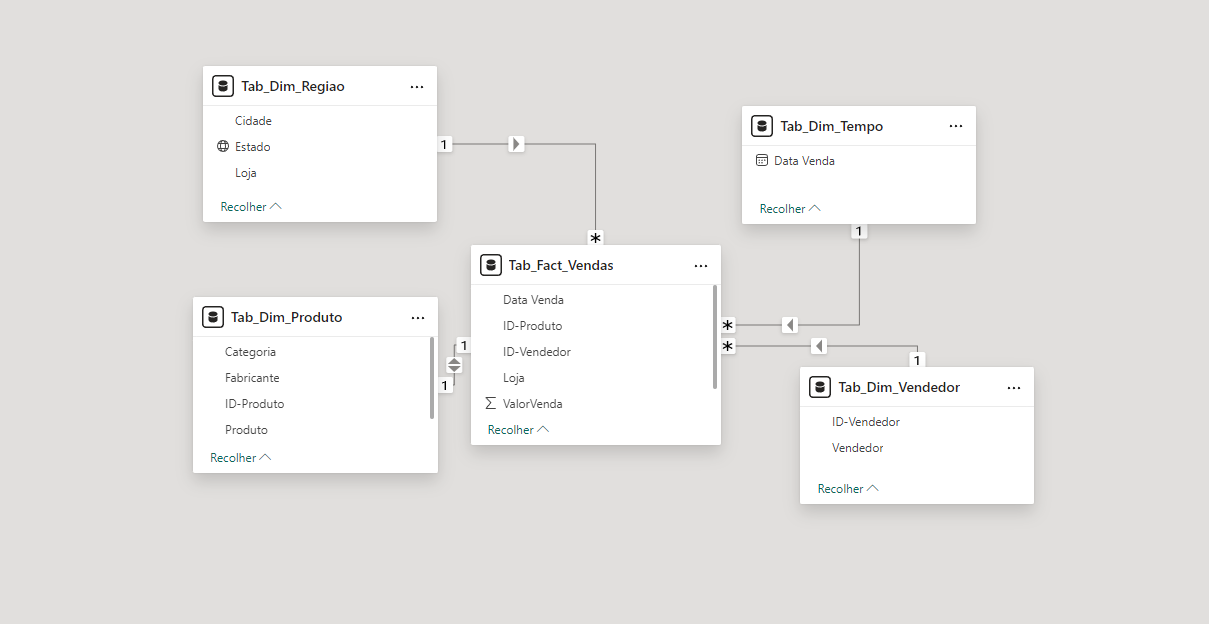 Tab_Dim_Regiao
Cidade
Estado
Loja
Recolher
1
*
Tab_Dim_Tempo
Data Venda
Recolher
1
*
Tab_Fact_Vendas
Data Venda
ID-Produto
ID-Vendedor
Loja
ValorVenda
Recolher
Tab_Dim_Produto
Categoria
Fabricante
ID-Produto
Produto
Recolher
1
1
*
1
Tab_Dim_Vendedor
ID-Vendedor
Vendedor
Recolher